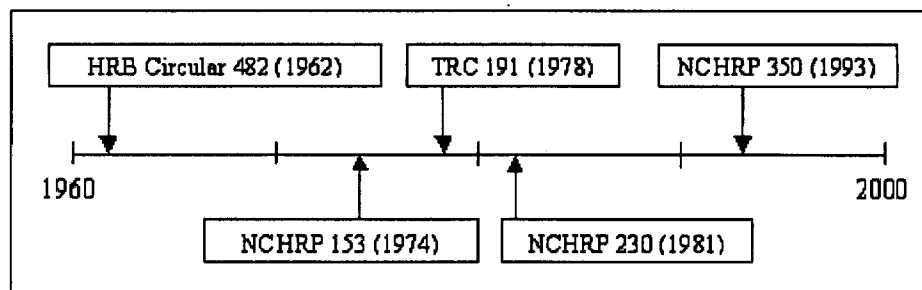 HRB Circular 482 (1962)
TRC 191 (1978)
NCHRP 350 (1993)
1960
2000
NCHRP 153 (1974)
NCHRP 230 (1981)